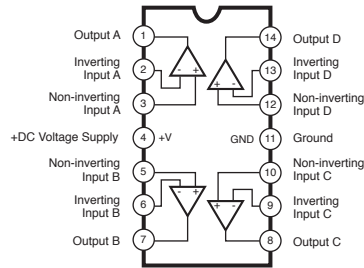 Output A
1
14
Output D
Inverting
Input A
2
- +
+ -
13
Inverting
Input D
Non-inverting
Input A
3
12
Non-inverting
Input D
+DC Voltage Supply
4
+V
GND
11
Ground
Non-inverting
Input B
5
10
Non-inverting
Input C
Inverting
Input B
6
- +
+ -
9
Inverting
Input C
Output B
7
8
Output C